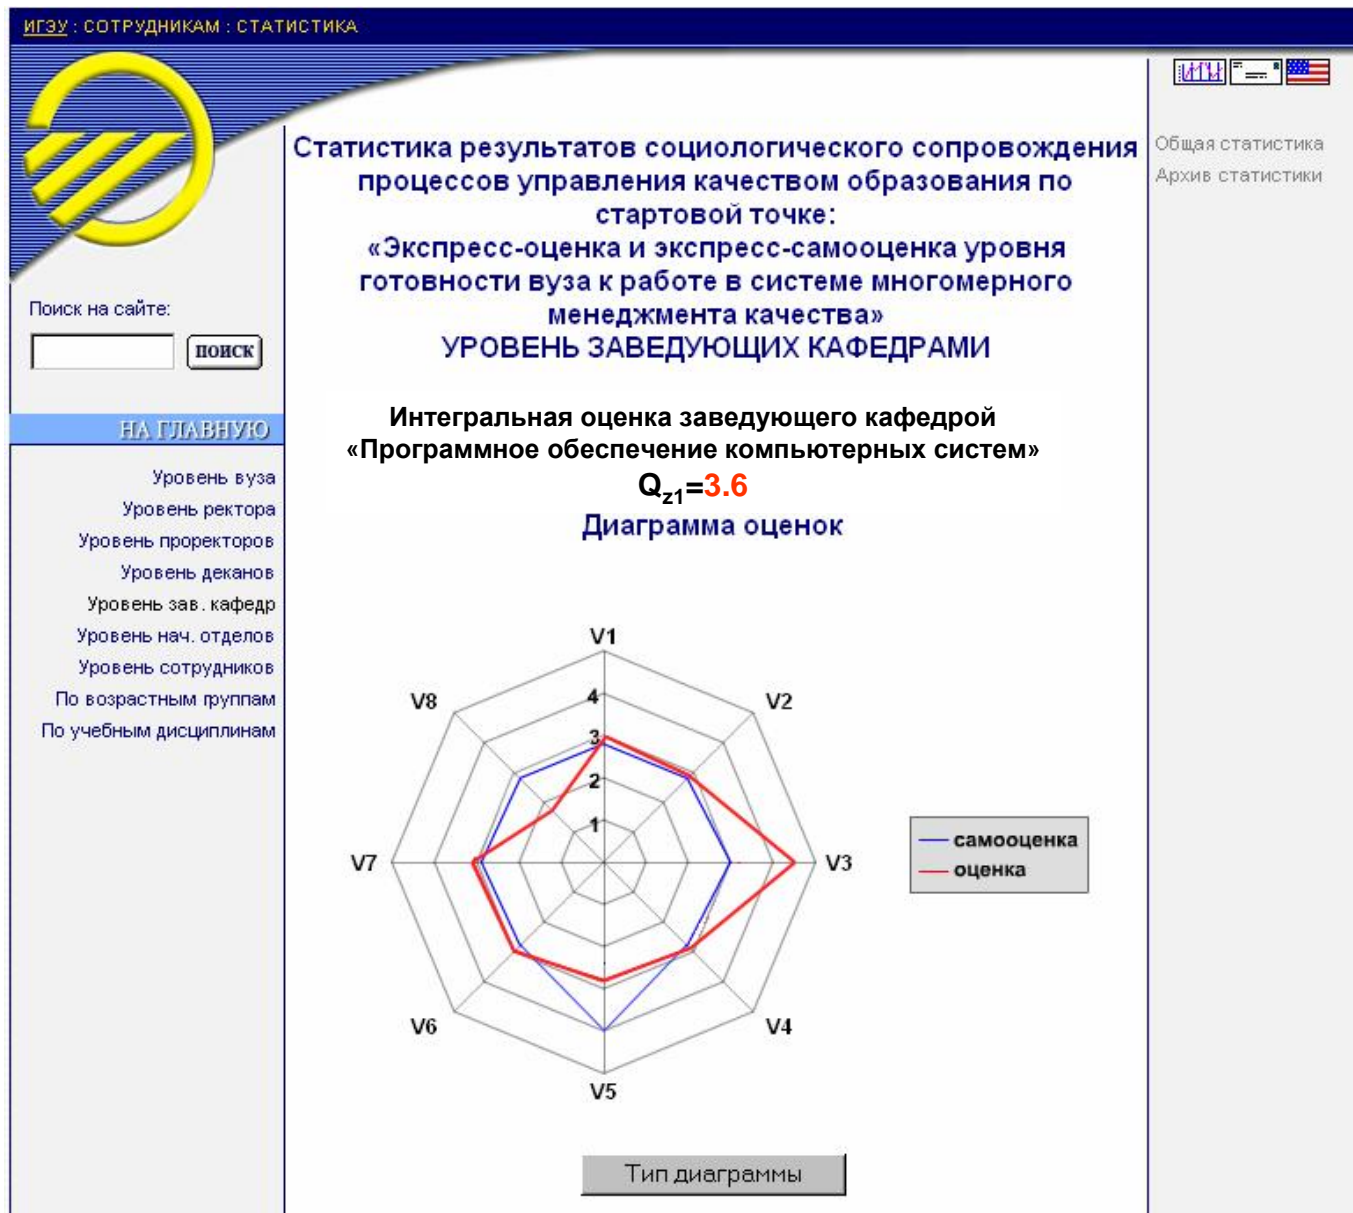 ИГЭУ : СОТРУДНИКАМ : СТАТИСТИКА
Общая статистика
Архив статистики
Статистика результатов социологического сопровождения
процессов управления качеством образования по
стартовой точке:
«Экспресс-оценка и экспресс-самооценка уровня
готовности вуза к работе в системе многомерного
менеджмента качества»
УРОВЕНЬ ЗАВЕДУЮЩИХ КАФЕДРАМИ
Поиск на сайте:
ПОИСК
НА ГЛАВНУЮ
Уровень вуза
Уровень ректора
Уровень проректоров
Уровень деканов
Уровень зав. кафедр
Уровень нач. отделов
Уровень сотрудников
По возрастным группам
По учебным дисциплинам
Интегральная оценка заведующего кафедрой
«Программное обеспечение компьютерных систем»
Qz1=3.6
Диаграмма оценок
V1
V8
V2
4
3
2
1
V7
V3
V6
V4
V5
самооценка
оценка
Тип диаграммы